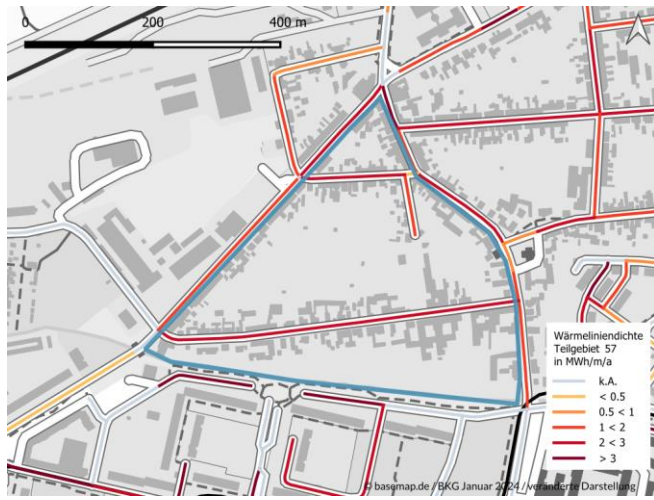 0 200 400 m
Wärmeliniendichte
Teilgebiet 57
in MWh/m/a
k.A.
< 0.5
0.5 < 1
1 < 2
2 < 3
> 3
© basemap.de / BKG Januar 2024 / veränderte Darstellung